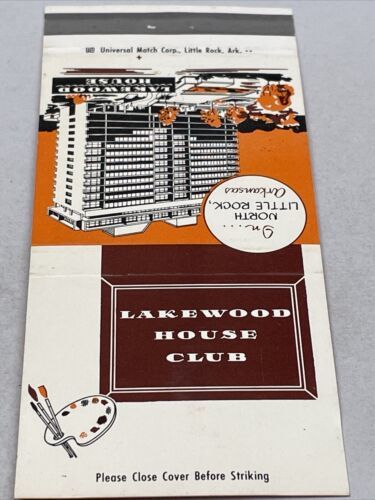 UMC Universal Match Corp., Little Rock, Ark. --
LAKEWOOD
HOUSE
In...
NORTH
LITTLE ROCK,
Arkansas
LAKEWOOD
HOUSE
CLUB
Please Close Cover Before Striking